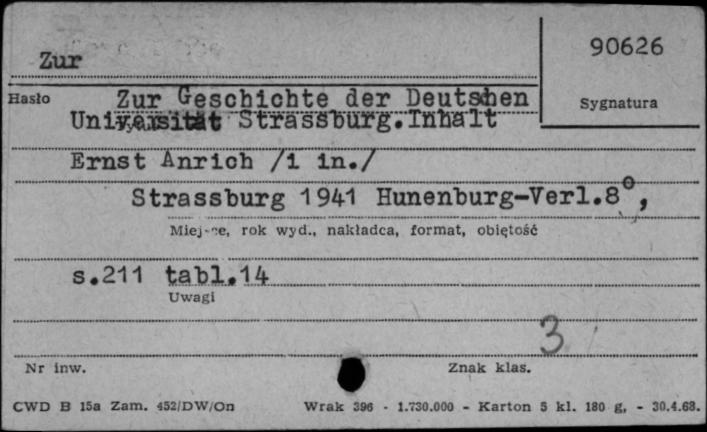 Zur
90626
Hasło
Zur Geschichte der Deutschen
Sygnatura
Universität Strassburg.Inhalt
Ernst Anrich /i in./
Strassburg 1941 Hunenburg-Verl.8°,
Miejsce, rok wyd., nakładca, format, objętość
s.211 tabl.14
Uwagi
3
Nr inw.
Znak klas.
CWD B 15a Zam. 452/DW/On
Wrak 396 - 1.730.000 - Karton 5 kl. 180 g, - 30.4.68.